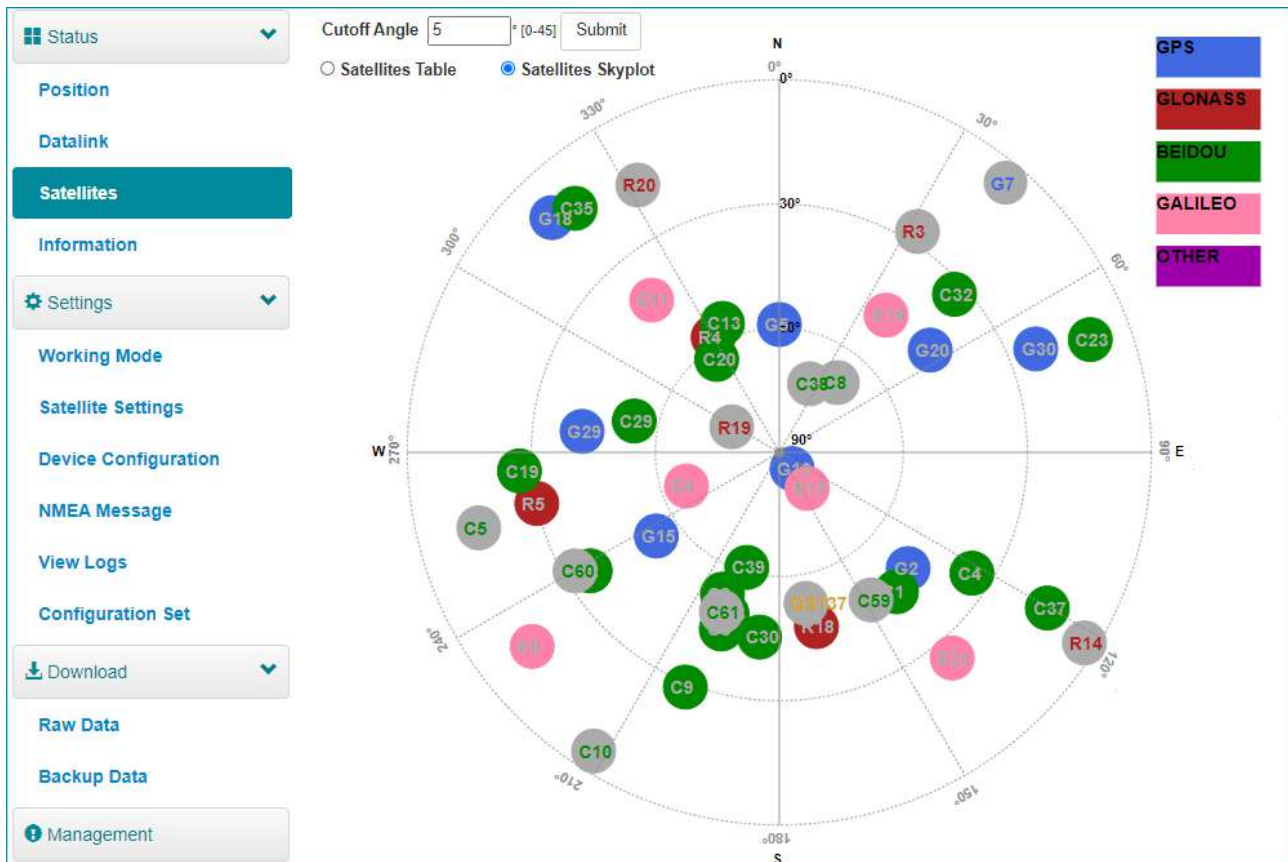 Status
Position
Datalink
Satellites
Information
Settings
Working Mode
Satellite Settings
Device Configuration
NMEA Message
View Logs
Configuration Set
Download
Raw Data
Backup Data
Management
Cutoff Angle 5 ° [0-45] Submit
Satellites Table Satellites Skyplot
N
0°
0°
330° 30°
R20 G7
G18 C35
30°
R3
300° 60°
C32
C13 G5
R4 G20 G30 C23
C20
C38 C8
C29
G29 R19
90°
W 270° 90° E
C19
R5
C5
G15
C39 G2
C60 C4
C59
C61 C37
R18
C30 R14
240° 120°
C9
C10
210° 150°
180°
S
GPS
GLONASS
BEIDOU
GALILEO
OTHER